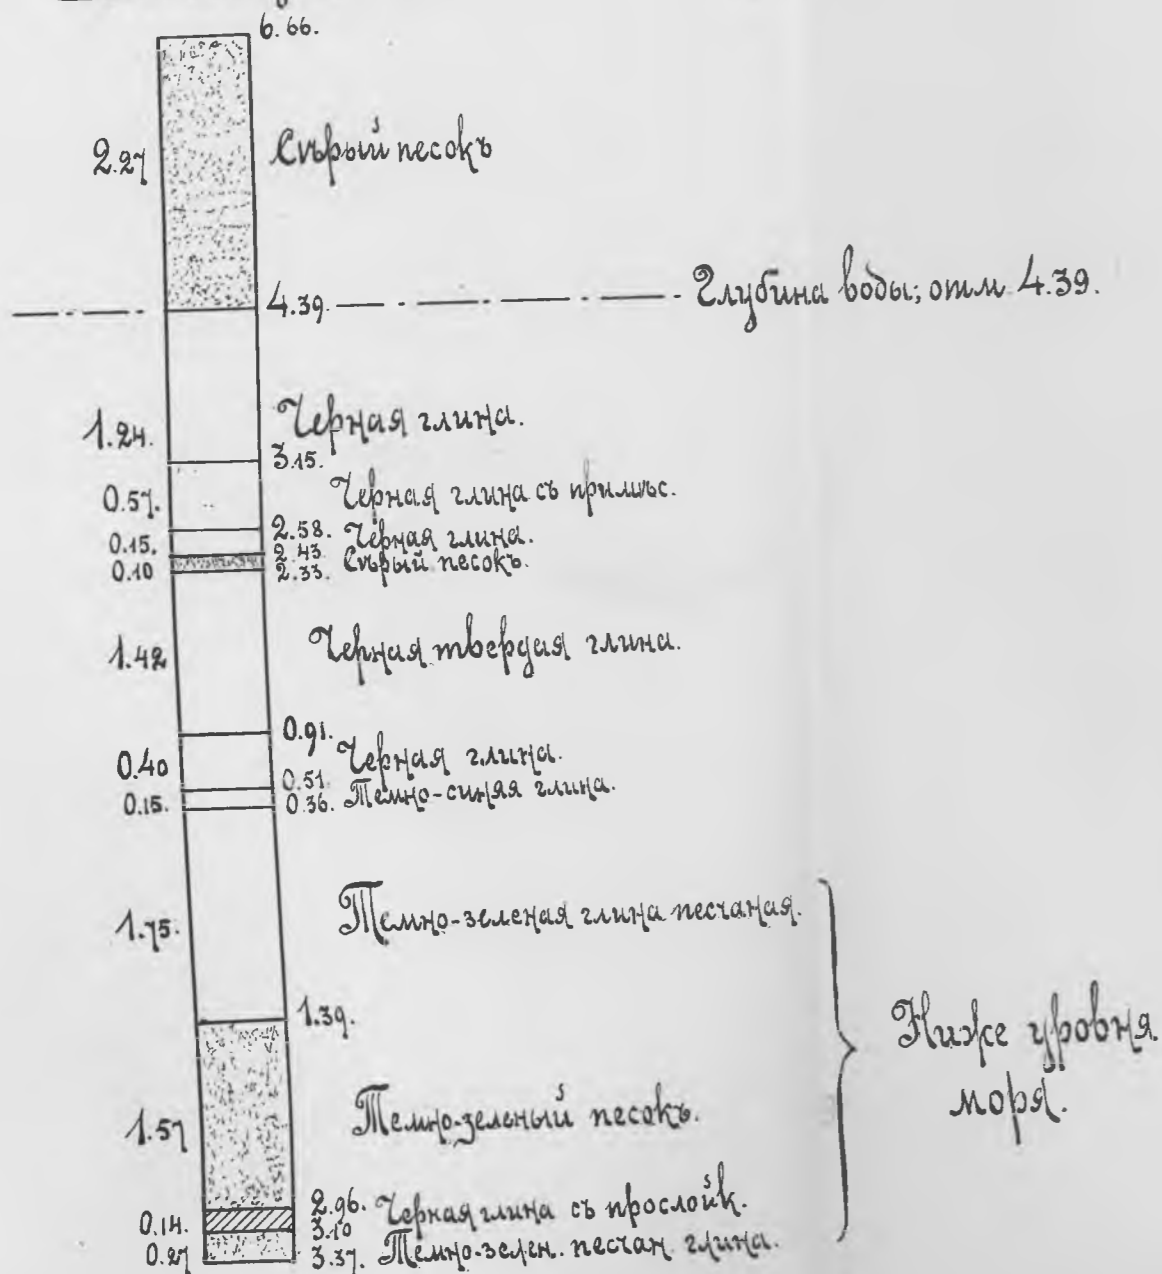 6.66.
2.27 Сѣрый песокъ
4.39. Глубина воды; отм 4.39.
1.24. Черная глина.
3.15.
0.57. Черная глина съ примѣс.
2.58.
0.15. Чёрная глина.
2.43.
0.10 Сѣрый песокъ.
2.33.
1.42 Черная твердая глина.
0.91.
0.40 Черная глина.
0.51.
0.15. Темно-синяя глина.
0.36.
1.75. Темно-зеленая глина песчаная.
1.39.
Ниже уровня
моря.
1.57 Темно-зеленый песокъ.
2.96.
0.14. Черная глина съ прослойк.
3.10
0.27 Темно-зелен. песчан глина.
3.37.